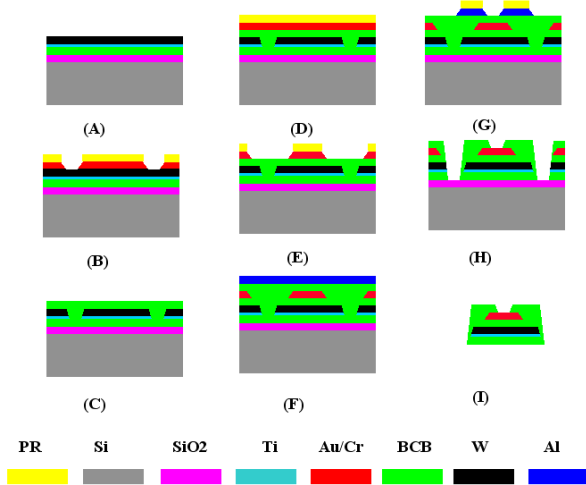 (A)
(D)
(G)
(B)
(E)
(H)
(C)
(F)
(I)
PR Si SiO2 Ti Au/Cr BCB W Al